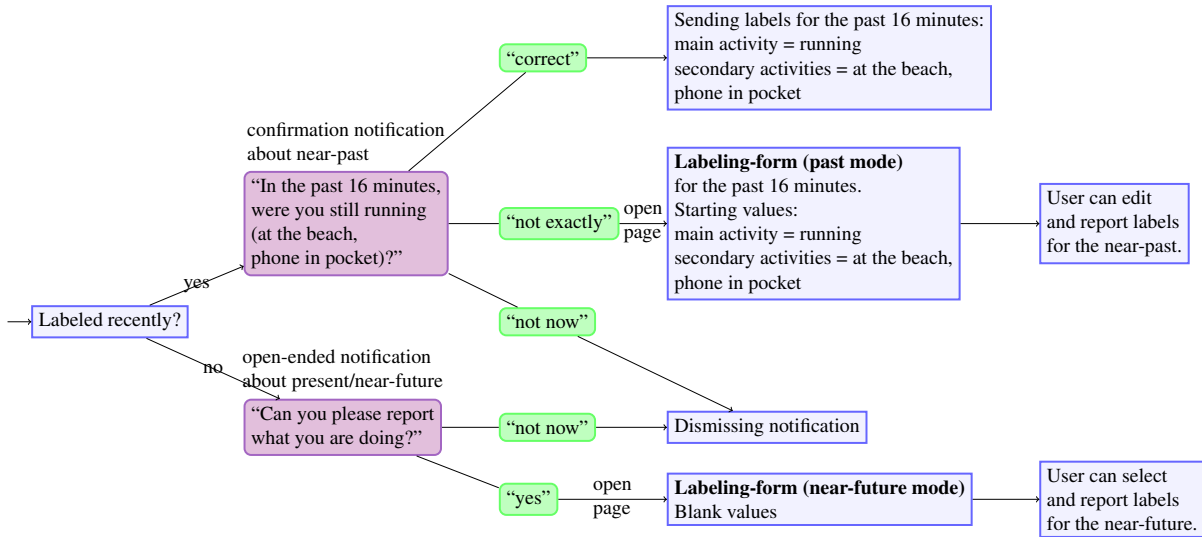 “correct”
Sending labels for the past 16 minutes:
main activity = running
secondary activities = at the beach,
phone in pocket
confirmation notification
about near-past
“In the past 16 minutes,
were you still running
(at the beach,
phone in pocket)?”
“not exactly”
open
page
Labeling-form (past mode)
for the past 16 minutes.
Starting values:
main activity = running
secondary activities = at the beach,
phone in pocket
User can edit
and report labels
for the near-past.
yes
Labeled recently?
“not now”
no
open-ended notification
about present/near-future
“Can you please report
what you are doing?”
“not now”
Dismissing notification
“yes”
open
page
Labeling-form (near-future mode)
Blank values
User can select
and report labels
for the near-future.